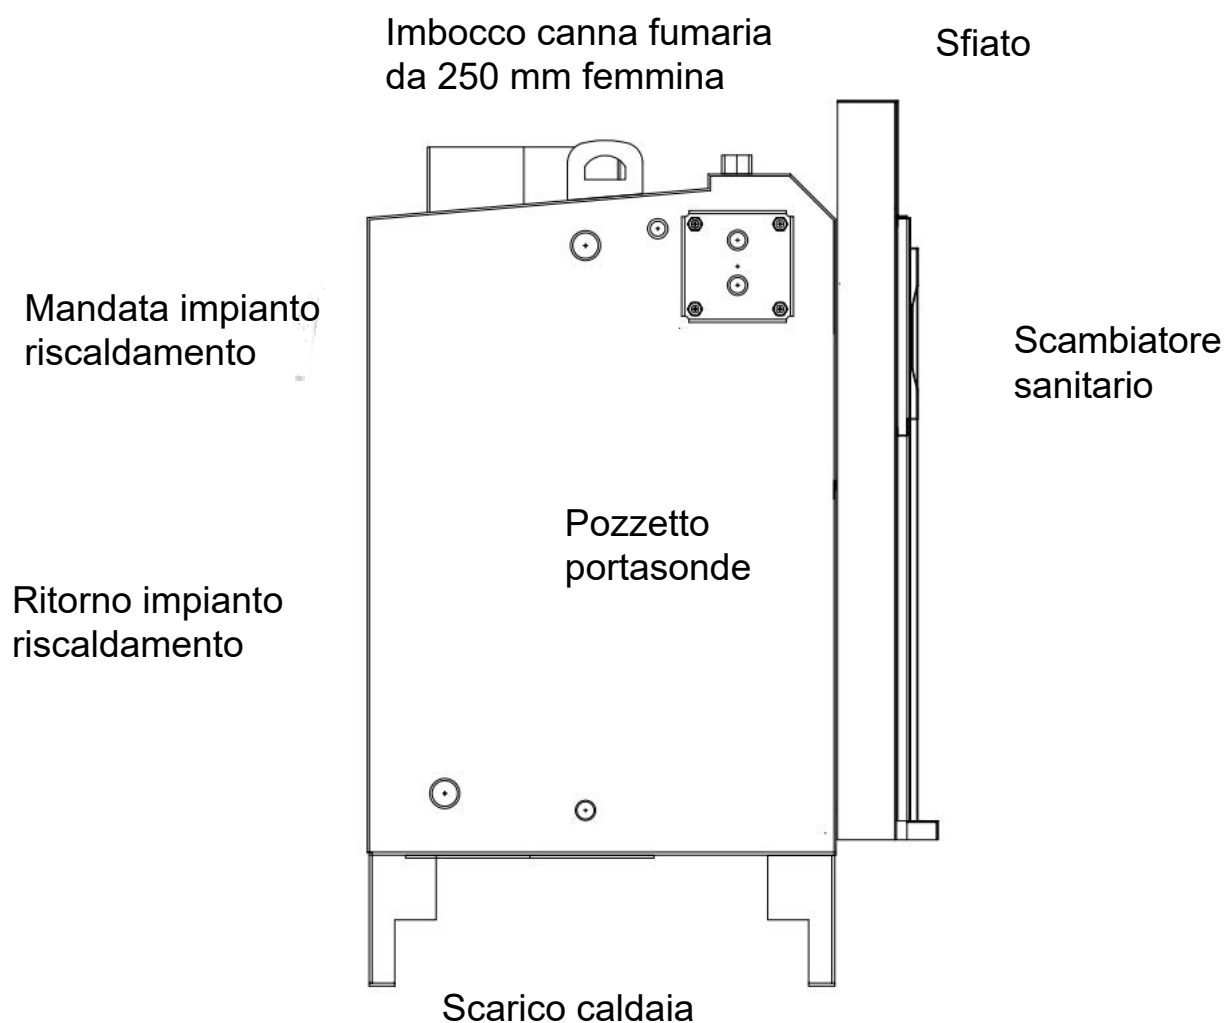 Imbocco canna fumaria
da 250 mm femmina
Sfiato
Mandata impianto
riscaldamento
Scambiatore
sanitario
Pozzetto
portasonde
Ritorno impianto
riscaldamento
Scarico caldaia